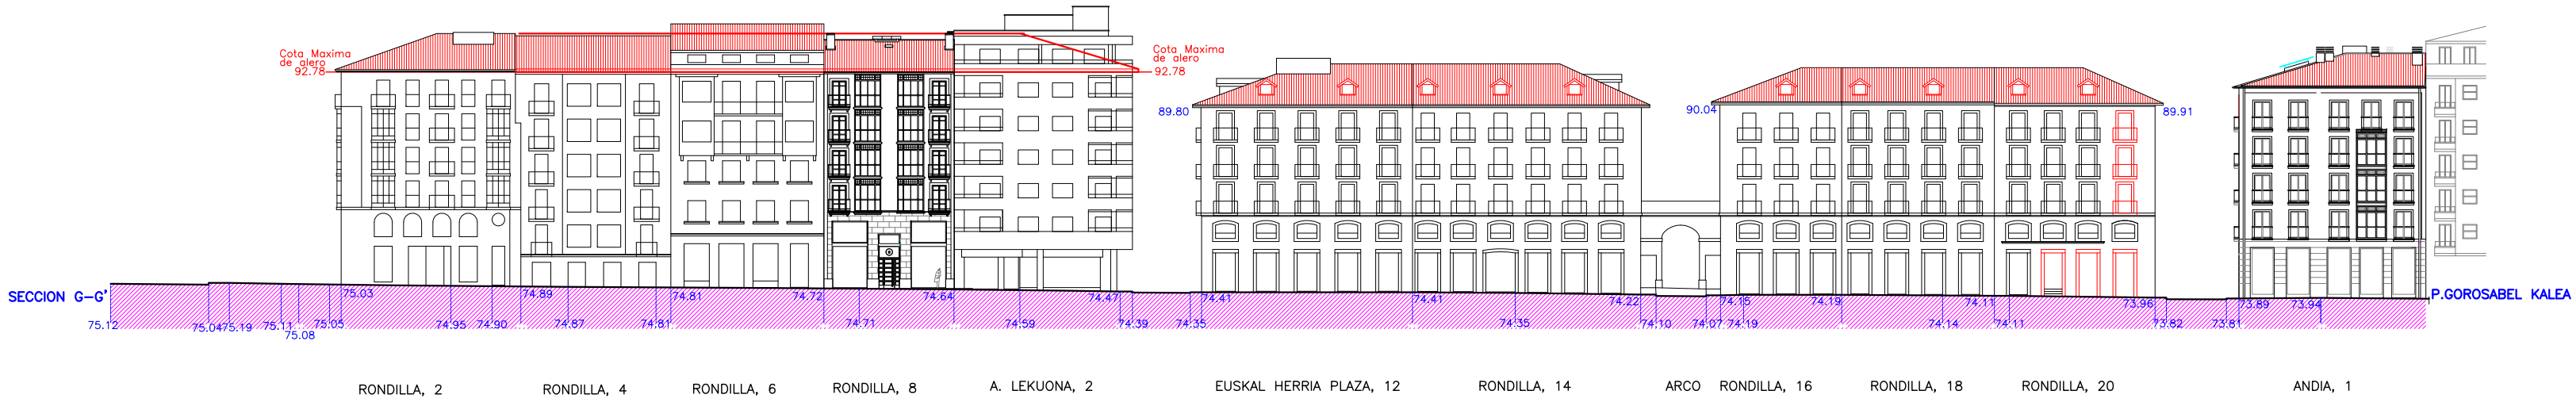 Cota Maxima
de alero
92.78
Cota Maxima
de alero
92.78
89.80
90.04
89.91
SECCION G-G'
P.GOROSABEL KALEA
75.03
74.89
74.81
74.72
74.64
74.47
74.41
74.41
74.22
74.15
74.19
74.11
73.96
73.89
73.94
75.12
75.04
75.19
75.11
75.08
75.05
74.95
74.90
74.87
74.81
74.71
74.59
74.39
74.35
74.35
74.10
74.07
74.19
74.14
74.11
73.82
73.81
RONDILLA, 2
RONDILLA, 4
RONDILLA, 6
RONDILLA, 8
A. LEKUONA, 2
EUSKAL HERRIA PLAZA, 12
RONDILLA, 14
ARCO
RONDILLA, 16
RONDILLA, 18
RONDILLA, 20
ANDIA, 1